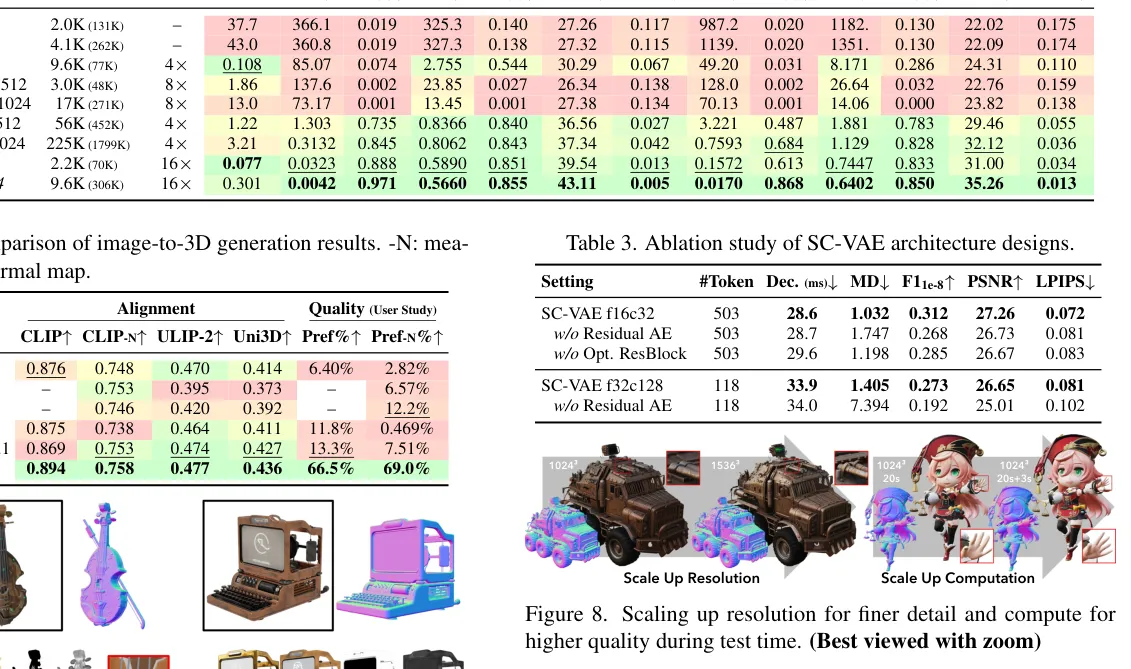 2.0K (131K) – 37.7 366.1 0.019 325.3 0.140 27.26 0.117 987.2 0.020 1182. 0.130 22.02 0.175
4.1K (262K) – 43.0 360.8 0.019 327.3 0.138 27.32 0.115 1139. 0.020 1351. 0.130 22.09 0.174
9.6K (77K) 4× 0.108 85.07 0.074 2.755 0.544 30.29 0.067 49.20 0.031 8.171 0.286 24.31 0.110
512 3.0K (48K) 8× 1.86 137.6 0.002 23.85 0.027 26.34 0.138 128.0 0.002 26.64 0.032 22.76 0.159
1024 17K (271K) 8× 13.0 73.17 0.001 13.45 0.001 27.38 0.134 70.13 0.001 14.06 0.000 23.82 0.138
512 56K (452K) 4× 1.22 1.303 0.735 0.8366 0.840 36.56 0.027 3.221 0.487 1.881 0.783 29.46 0.055
024 225K (1799K) 4× 3.21 0.3132 0.845 0.8062 0.843 37.34 0.042 0.7593 0.684 1.129 0.828 32.12 0.036
2.2K (70K) 16× 0.077 0.0323 0.888 0.5890 0.851 39.54 0.013 0.1572 0.613 0.7447 0.833 31.00 0.034
4 9.6K (306K) 16× 0.301 0.0042 0.971 0.5660 0.855 43.11 0.005 0.0170 0.868 0.6402 0.850 35.26 0.013
parison of image-to-3D generation results. -N: mea-
rmal map.
Alignment Quality (User Study)
CLIP↑ CLIP-N↑ ULIP-2↑ Uni3D↑ Pref%↑ Pref-N%↑
0.876 0.748 0.470 0.414 6.40% 2.82%
– 0.753 0.395 0.373 – 6.57%
– 0.746 0.420 0.392 – 12.2%
0.875 0.738 0.464 0.411 11.8% 0.469%
1 0.869 0.753 0.474 0.427 13.3% 7.51%
0.894 0.758 0.477 0.436 66.5% 69.0%
Table 3. Ablation study of SC-VAE architecture designs.
Setting #Token Dec. (ms)↓ MD↓ F1 1e-8↑ PSNR↑ LPIPS↓
SC-VAE f16c32 503 28.6 1.032 0.312 27.26 0.072
w/o Residual AE 503 28.7 1.747 0.268 26.73 0.081
w/o Opt. ResBlock 503 29.6 1.198 0.285 26.67 0.083
SC-VAE f32c128 118 33.9 1.405 0.273 26.65 0.081
w/o Residual AE 118 34.0 7.394 0.192 25.01 0.102
1024³ 1536³ 1024³ 1024³
20s 20s+3s
Scale Up Resolution Scale Up Computation
Figure 8. Scaling up resolution for finer detail and compute for
higher quality during test time. (Best viewed with zoom)